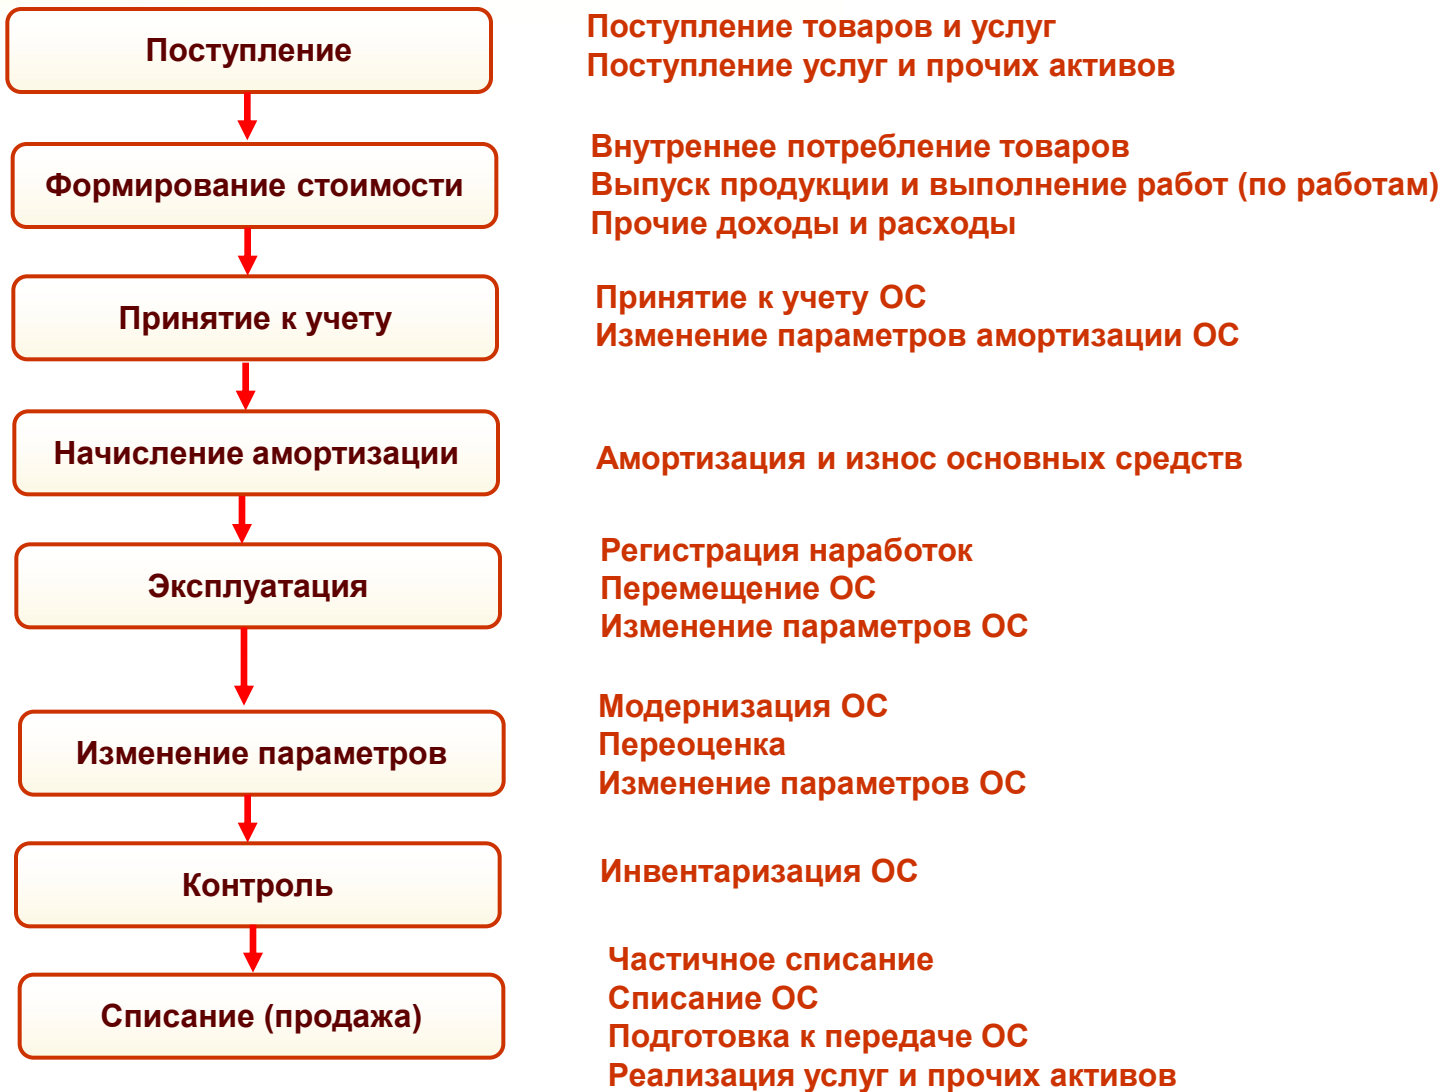 Поступление
Поступление товаров и услуг
Поступление услуг и прочих активов
Формирование стоимости
Внутреннее потребление товаров
Выпуск продукции и выполнение работ (по работам)
Прочие доходы и расходы
Принятие к учету
Принятие к учету ОС
Изменение параметров амортизации ОС
Начисление амортизации
Амортизация и износ основных средств
Эксплуатация
Регистрация наработок
Перемещение ОС
Изменение параметров ОС
Изменение параметров
Модернизация ОС
Переоценка
Изменение параметров ОС
Контроль
Инвентаризация ОС
Списание (продажа)
Частичное списание
Списание ОС
Подготовка к передаче ОС
Реализация услуг и прочих активов